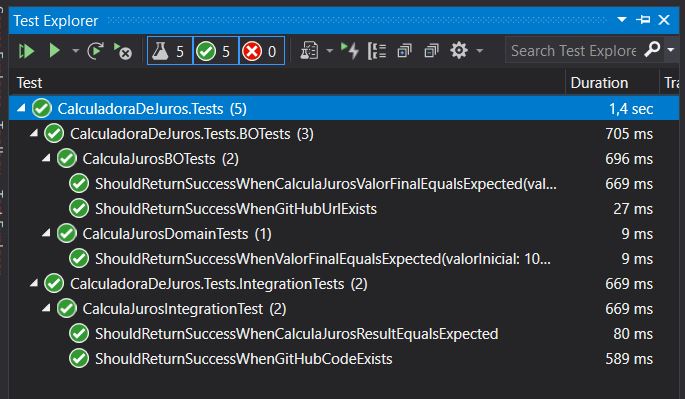 Test Explorer
5 5 0 Search Test Explore
Test Duration Tra
CalculadoraDeJuros.Tests (5) 1,4 sec
CalculadoraDeJuros.Tests.BOTests (3) 705 ms
CalculaJurosBOTests (2) 696 ms
ShouldReturnSuccessWhenCalculaJurosValorFinalEqualsExpected(val... 669 ms
ShouldReturnSuccessWhenGitHubUrlExists 27 ms
CalculaJurosDomainTests (1) 9 ms
ShouldReturnSuccessWhenValorFinalEqualsExpected(valorInicial: 10... 9 ms
CalculadoraDeJuros.Tests.IntegrationTests (2) 669 ms
CalculaJurosIntegrationTest (2) 669 ms
ShouldReturnSuccessWhenCalculaJurosResultEqualsExpected 80 ms
ShouldReturnSuccessWhenGitHubCodeExists 589 ms